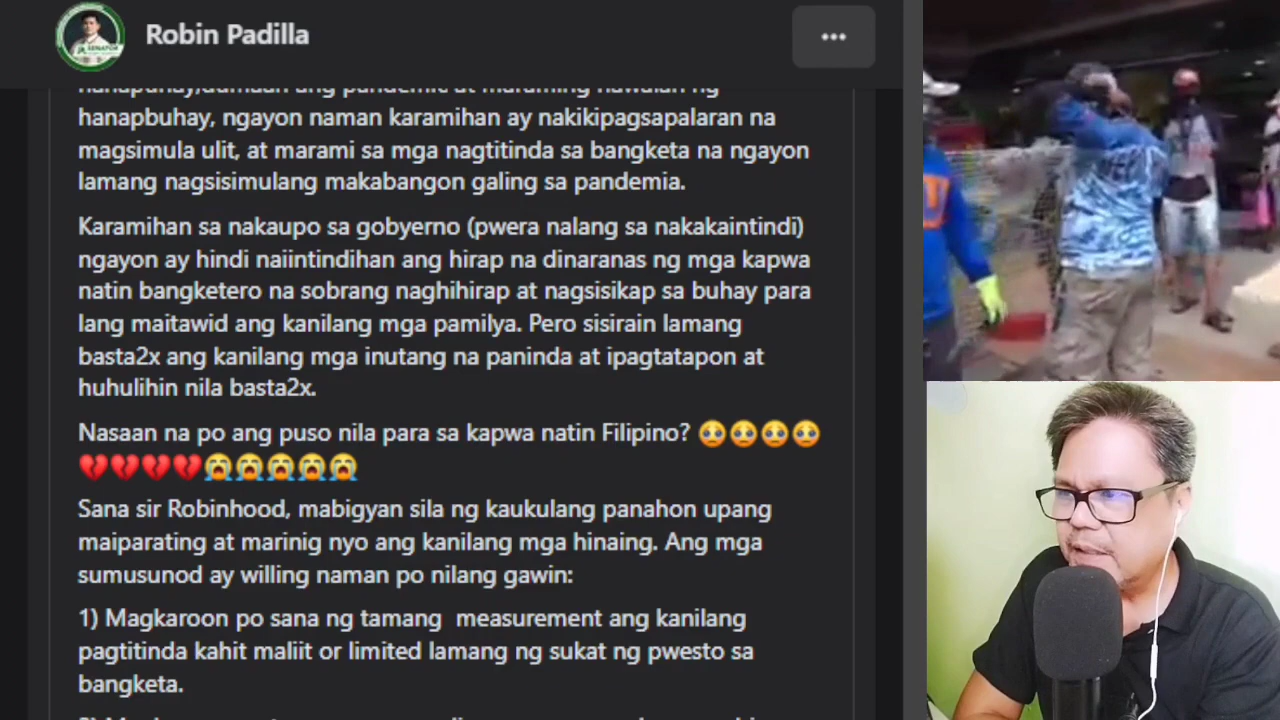 Robin Padilla
hanapbuhay, ngayon naman karamihan ay nakikipagsapalaran na
magsimula ulit, at marami sa mga nagtitinda sa bangketa na ngayon
lamang nagsisimulang makabangon galing sa pandemia.
Karamihan sa nakaupo sa gobyerno (pwera nalang sa nakakaintindi)
ngayon ay hindi naiintindihan ang hirap na dinaranas ng mga kapwa
natin bangketero na sobrang naghihirap at nagsisikap sa buhay para
lang maitawid ang kanilang mga pamilya. Pero sisirain lamang
basta2x ang kanilang mga inutang na paninda at ipagtatapon at
huhulihin nila basta2x.
Nasaan na po ang puso nila para sa kapwa natin Filipino? 🥹🥹🥹🥹
💔💔💔💔😭😭😭😭😭
Sana sir Robinhood, mabigyan sila ng kaukulang panahon upang
maiparating at marinig nyo ang kanilang mga hinaing. Ang mga
sumusunod ay willing naman po nilang gawin:
1) Magkaroon po sana ng tamang  measurement ang kanilang
pagtitinda kahit maliit or limited lamang ng sukat ng pwesto sa
bangketa.